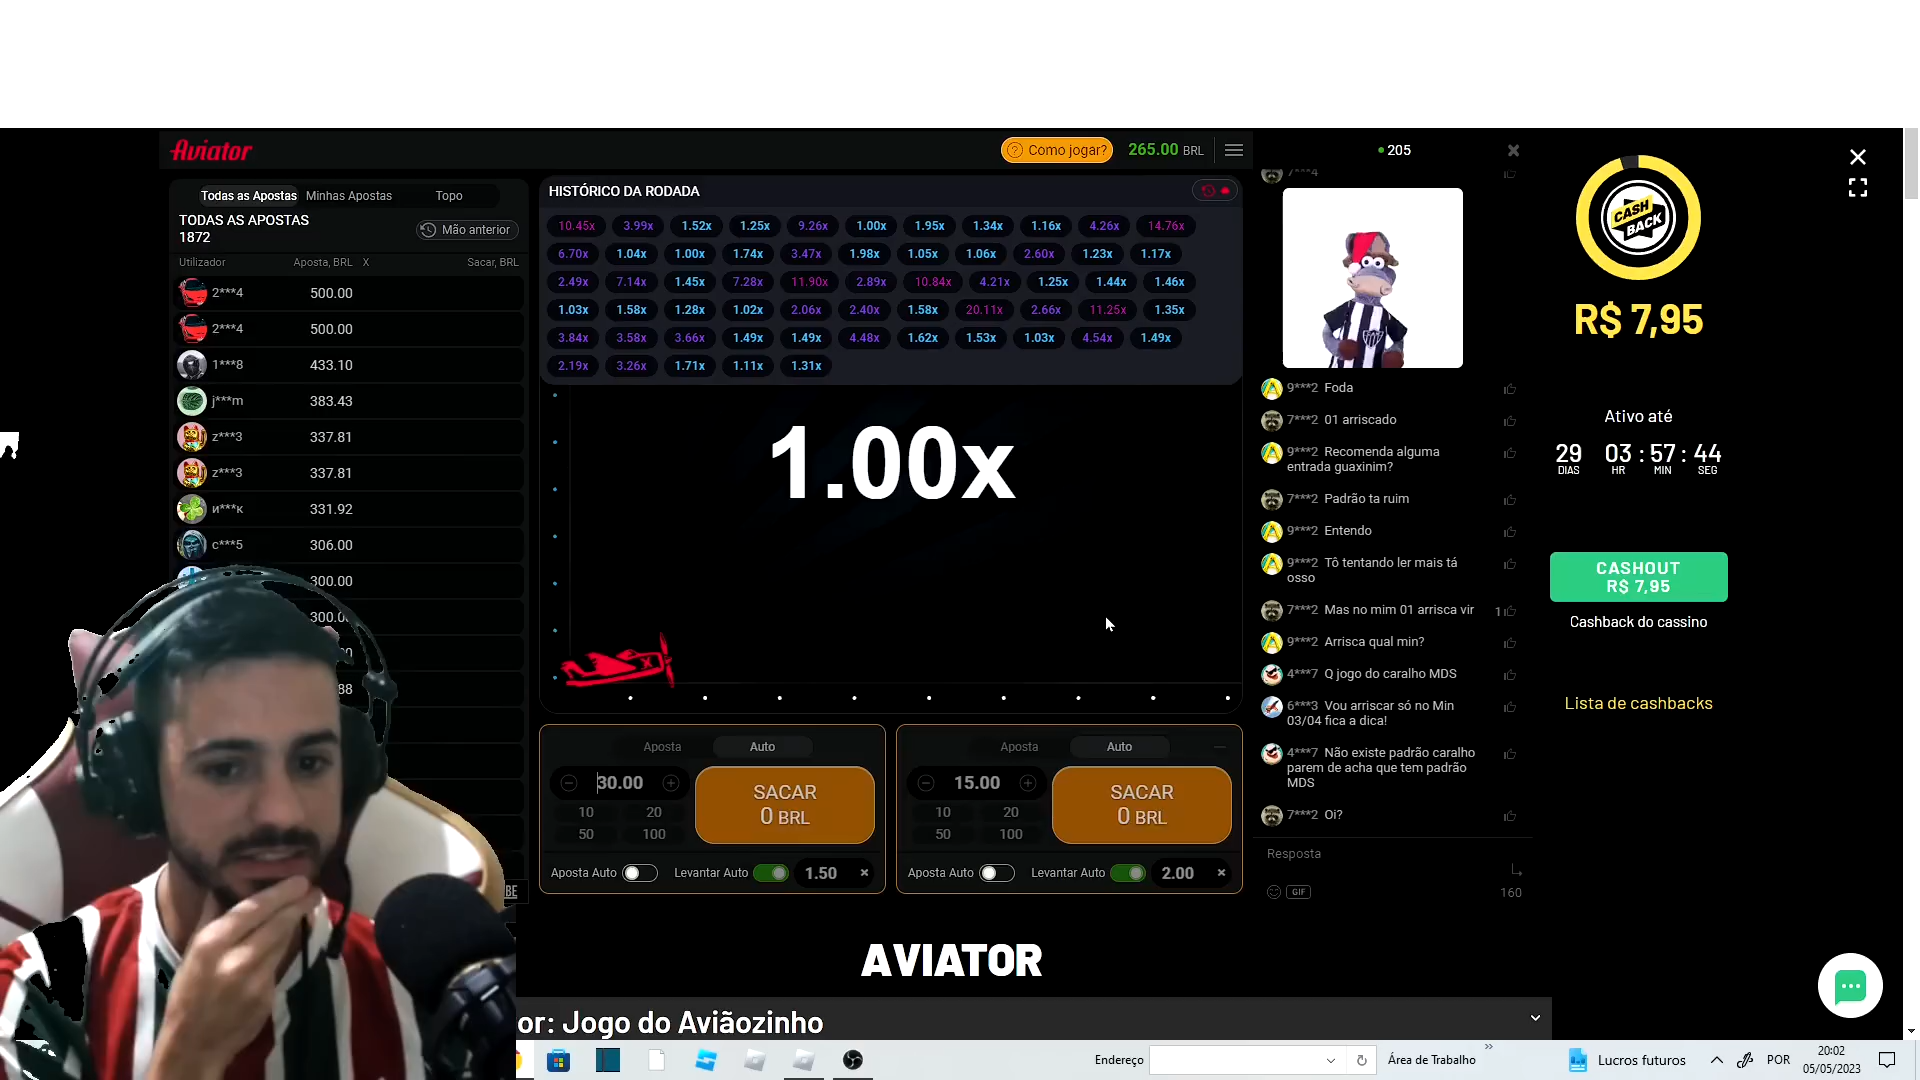 Aviator
? Como jogar?
265.00 BRL
Todas as Apostas
Minhas Apostas
Topo
TODAS AS APOSTAS
1872
Mão anterior
Utilizador
Aposta, BRL X
Sacar, BRL
2***4 500.00
2***4 500.00
1***8 433.10
j***m 383.43
z***3 337.81
z***3 337.81
и***к 331.92
c***5 306.00
300.00
88
BE
HISTÓRICO DA RODADA
10.45x 3.99x 1.52x 1.25x 9.26x 1.00x 1.95x 1.34x 1.16x 4.26x 14.76x
6.70x 1.04x 1.00x 1.74x 3.47x 1.98x 1.05x 1.06x 2.60x 1.23x 1.17x
2.49x 7.14x 1.45x 7.28x 11.90x 2.89x 10.84x 4.21x 1.25x 1.44x 1.46x
1.03x 1.58x 1.28x 1.02x 2.06x 2.40x 1.58x 20.11x 2.66x 11.25x 1.35x
3.84x 3.58x 3.66x 1.49x 1.49x 4.48x 1.62x 1.53x 1.03x 4.54x 1.49x
2.19x 3.26x 1.71x 1.11x 1.31x
1.00x
Aposta Auto
30.00
10 20
50 100
SACAR
0 BRL
Aposta Auto Levantar Auto 1.50
Aposta Auto
15.00
10 20
50 100
SACAR
0 BRL
Aposta Auto Levantar Auto 2.00
205
9***2 Foda
7***2 01 arriscado
9***2 Recomenda alguma
entrada guaxinim?
7***2 Padrão ta ruim
9***2 Entendo
9***2 Tô tentando ler mais tá
osso
7***2 Mas no mim 01 arrisca vir 1
9***2 Arrisca qual min?
4***7 Q jogo do caralho MDS
6***3 Vou arriscar só no Min
03/04 fica a dica!
4***7 Não existe padrão caralho
parem de acha que tem padrão
MDS
7***2 Oi?
Resposta
GIF
160
CASH
BACK
R$ 7,95
Ativo até
29 03 : 57 : 44
DIAS HR MIN SEG
CASHOUT
R$ 7,95
Cashback do cassino
Lista de cashbacks
AVIATOR
or: Jogo do Aviãozinho
Endereço
Área de Trabalho
Lucros futuros
POR
20:02
05/05/2023